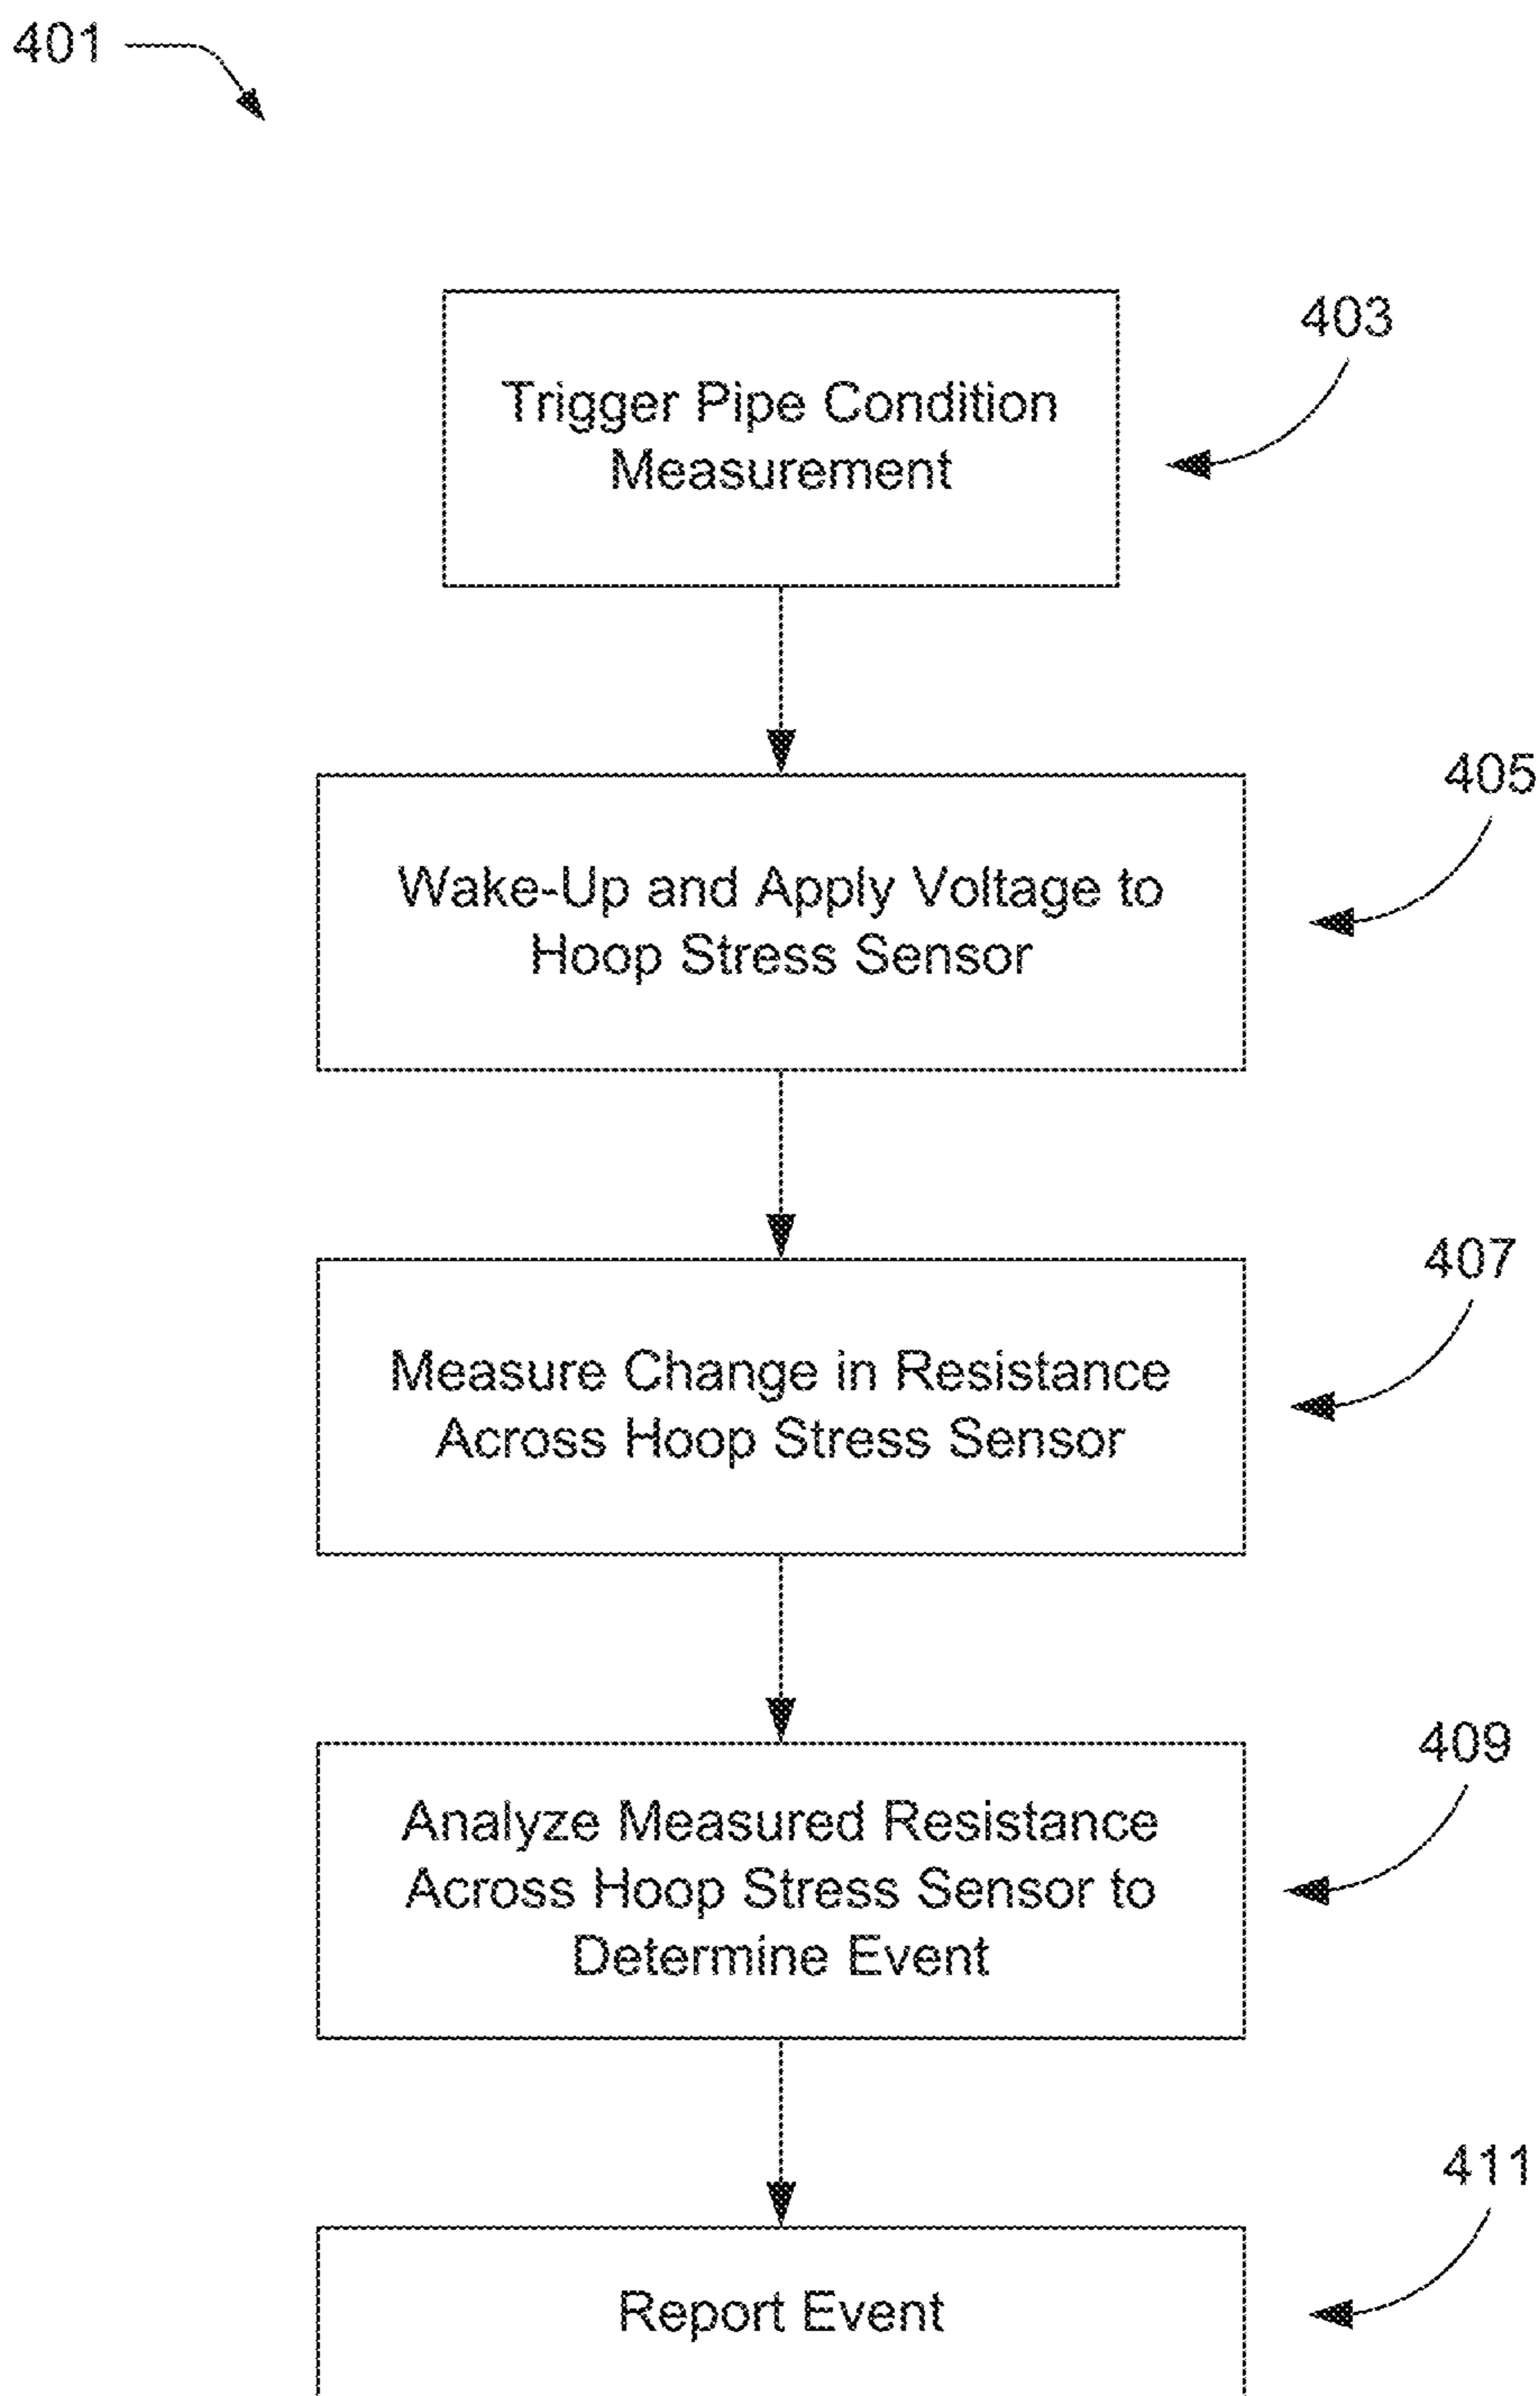 401
403
Trigger Pipe Condition
Measurement
405
Wake-Up and Apply Voltage to
Hoop Stress Sensor
407
Measure Change in Resistance
Across Hoop Stress Sensor
409
Analyze Measured Resistance
Across Hoop Stress Sensor to
Determine Event
411
Report Event